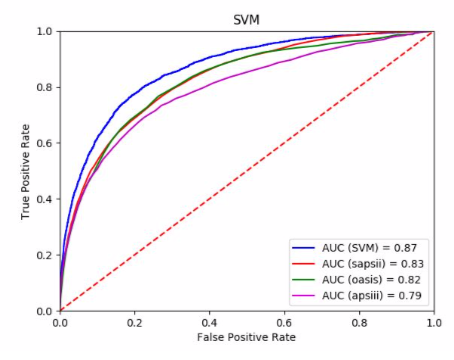 SVM
1.0
0.8
0.6
0.4
0.2
0.0
True Positive Rate
0.0 0.2 0.4 0.6 0.8 1.0
False Positive Rate
AUC (SVM) = 0.87
AUC (sapsii) = 0.83
AUC (oasis) = 0.82
AUC (apsiii) = 0.79